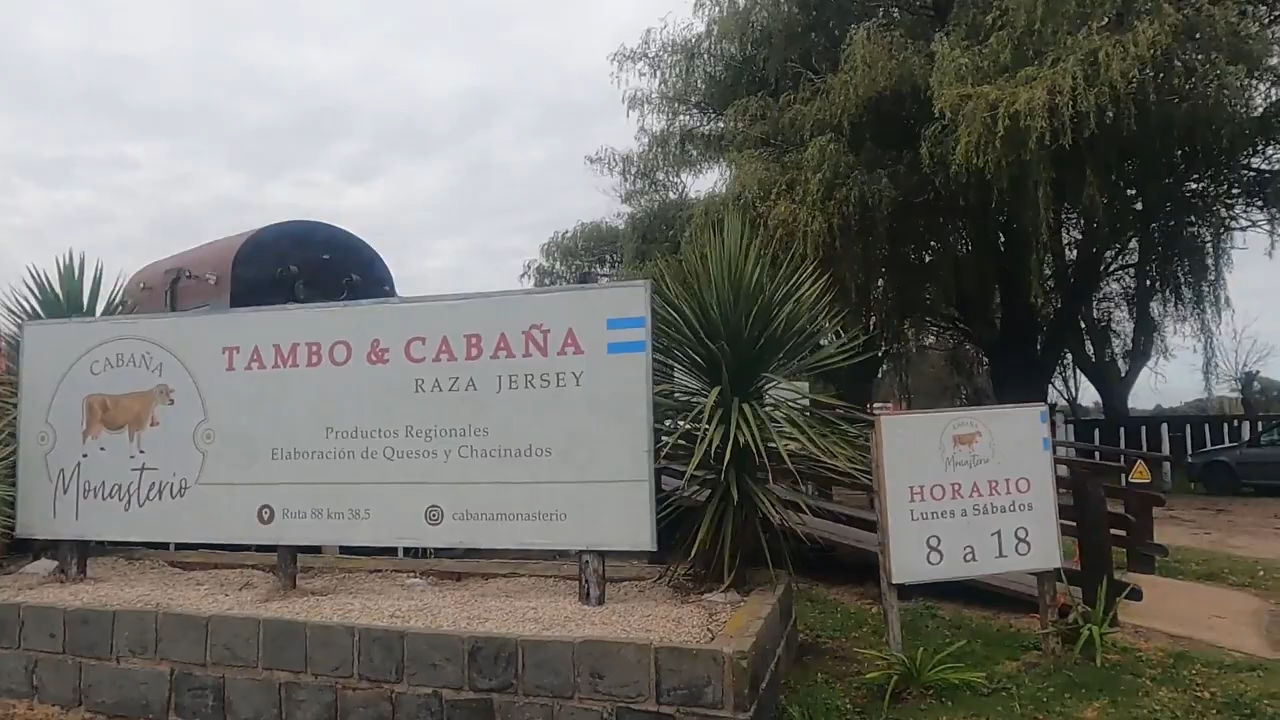 CABAÑA
Monasterio
TAMBO & CABAÑA
RAZA JERSEY
Productos Regionales
Elaboración de Quesos y Chacinados
Ruta 88 km 38,5
cabanamonasterio
CABAÑA
Monasterio
HORARIO
Lunes a Sábados
8 a 18